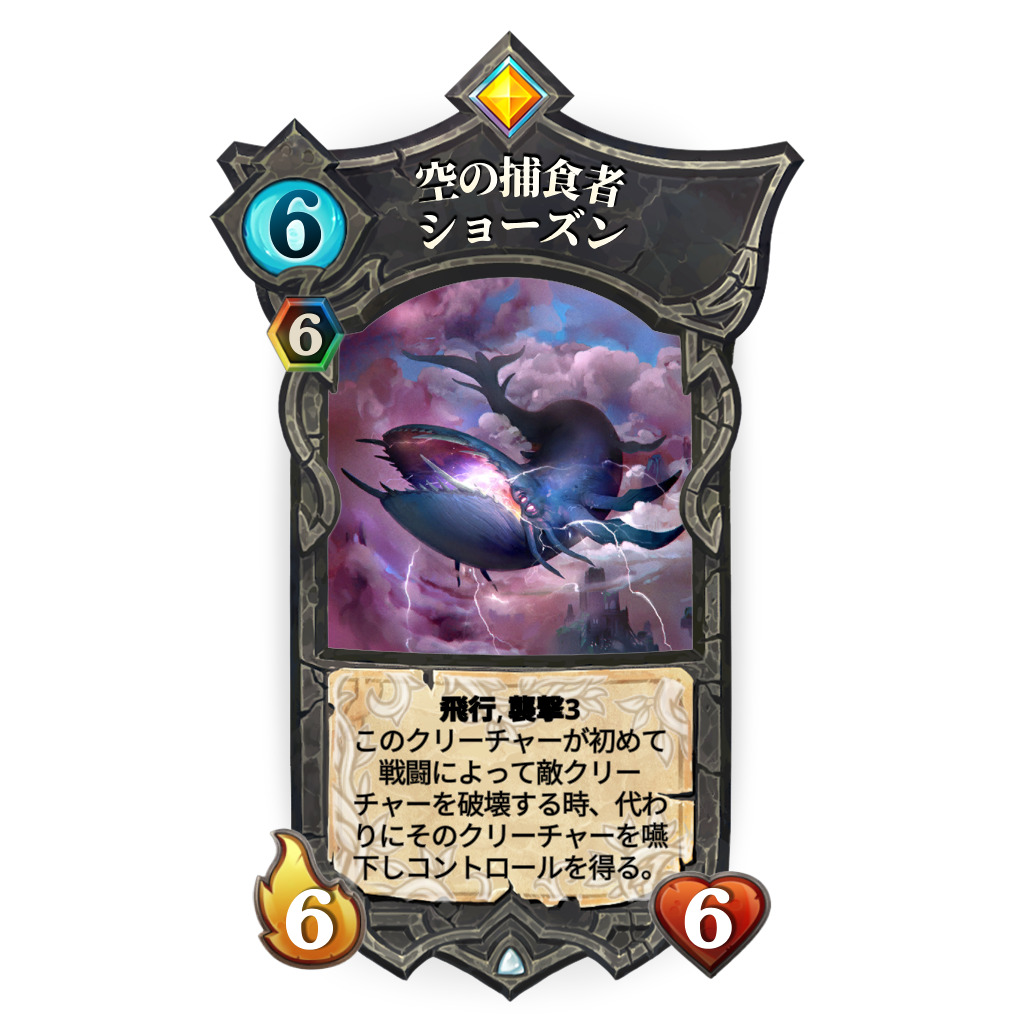 空の捕食者
ショーズン
6
6
飛行, 襲撃3
このクリーチャーが初めて
戦闘によって敵クリー
チャーを破壊する時、代わ
りにそのクリーチャーを嚥
下しコントロールを得る。
6
6